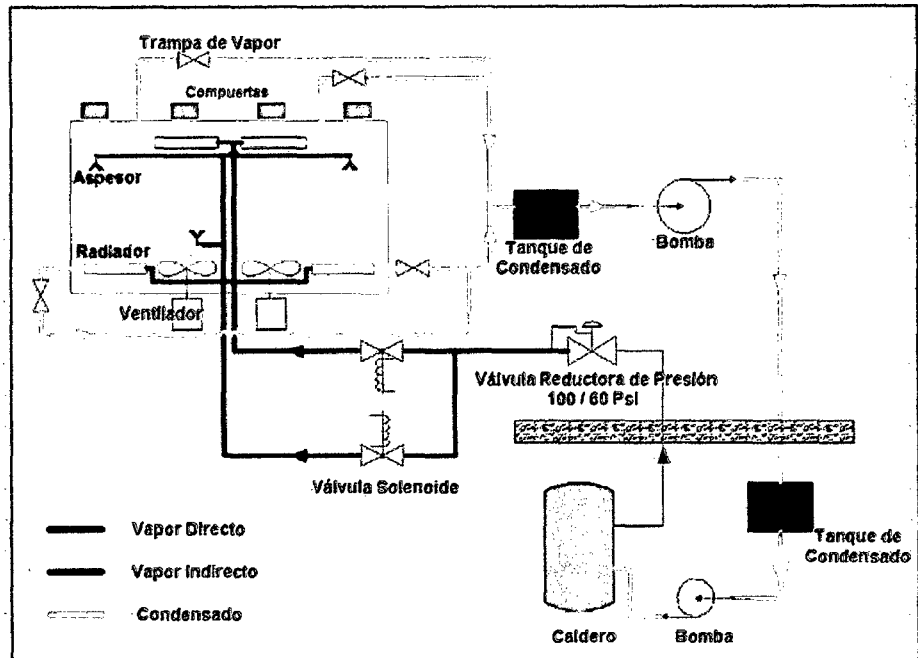 Trampa de Vapor
Compuertas
Aspesor
Radiador
Ventilador
Tanque de
Condensado
Bomba
Válvula Reductora de Presión
100 / 60 Psi
Válvula Solenoide
Vapor Directo
Vapor Indirecto
Condensado
Tanque de
Condensado
Caldero
Bomba